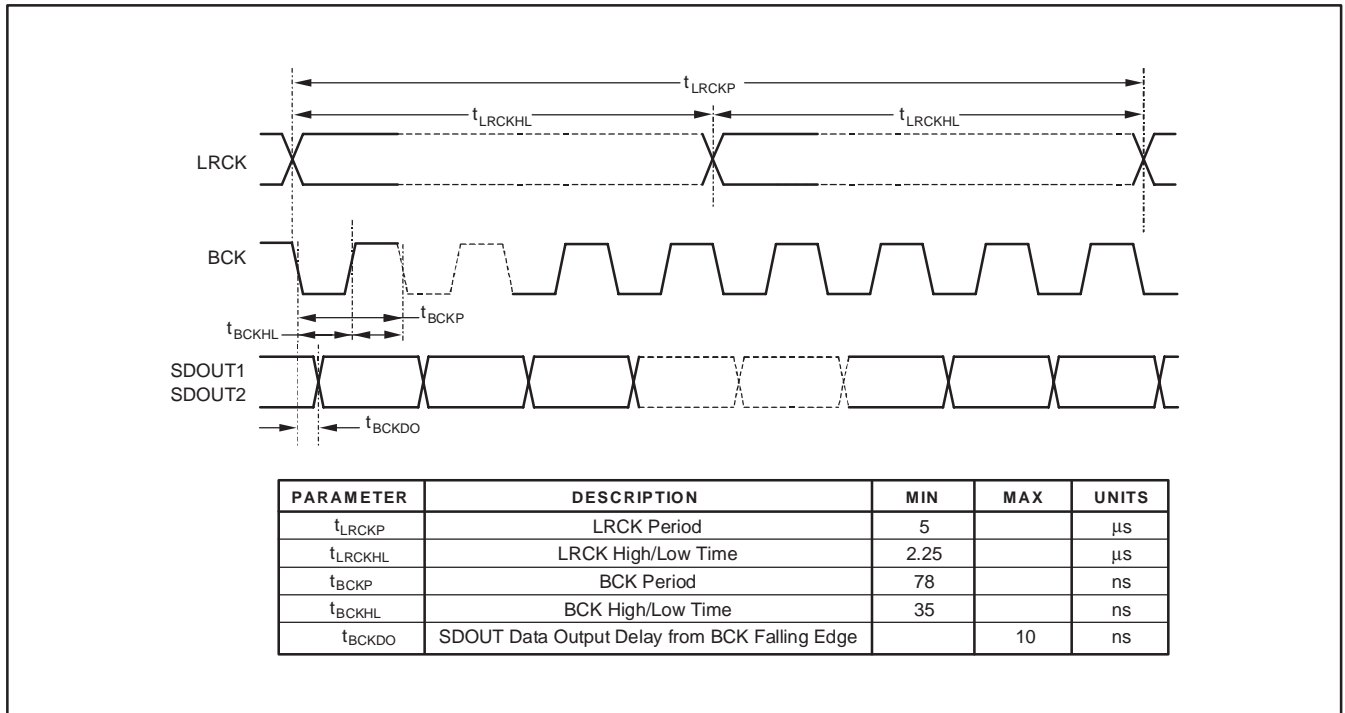 tLRCKP
tLRCKHL tLRCKHL
LRCK
BCK
tBCKP
tBCKHL
SDOUT1
SDOUT2
tBCKDO
PARAMETER DESCRIPTION MIN MAX UNITS
tLRCKP LRCK Period 5 μs
tLRCKHL LRCK High/Low Time 2.25 μs
tBCKP BCK Period 78 ns
tBCKHL BCK High/Low Time 35 ns
tBCKDO SDOUT Data Output Delay from BCK Falling Edge 10 ns